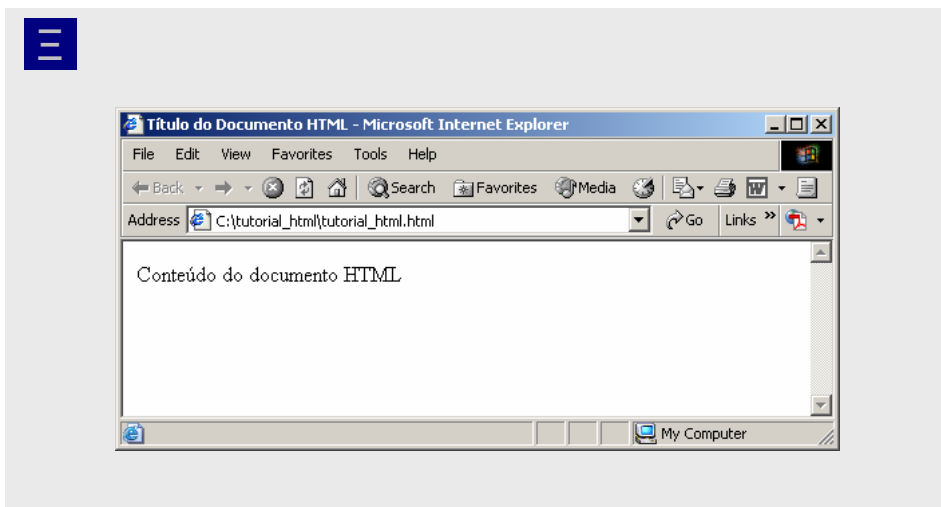 Ξ
Título do Documento HTML - Microsoft Internet Explorer
File Edit View Favorites Tools Help
Back Search Favorites Media
Address C:\tutorial_html\tutorial_html.html Go Links »
Conteúdo do documento HTML
My Computer